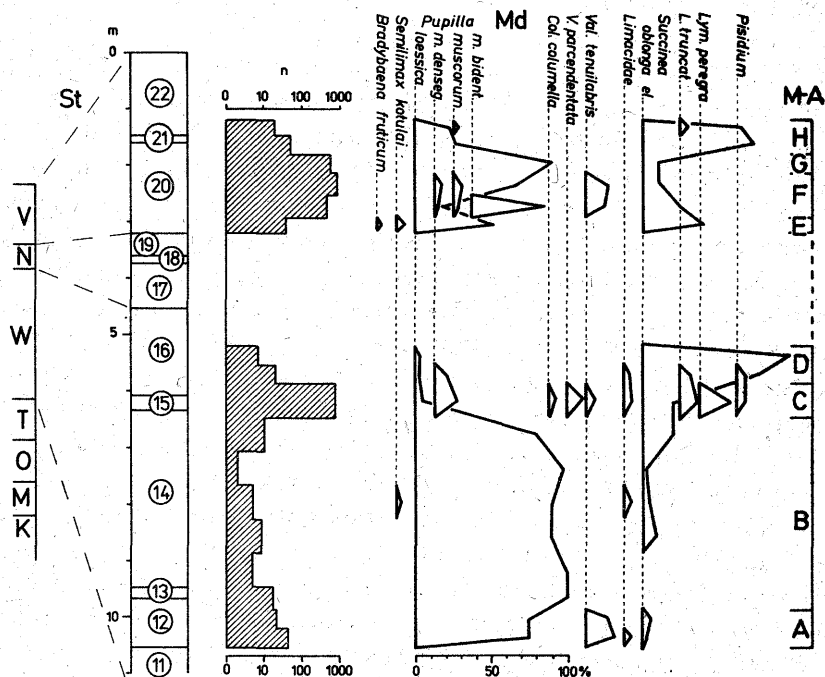 St
m
0
5
10
22
21
20
19
18
17
16
15
14
13
12
11
V
N
W
T
O
M
K
n
0 10 100 1000
0 10 100 1000
Md
Bradybaena fruticum.
Semilimax kotulai
Pupilla
loessica
m. denseg.
muscorum
m. bident.
Col. columella
V. parcendentata
Val. tenuilabris
Limacidae
Succinea
oblonga el.
L. truncat.
Lym. peregra
Pisidium
0 50 100%
M-A
H
G
F
E
D
C
B
A